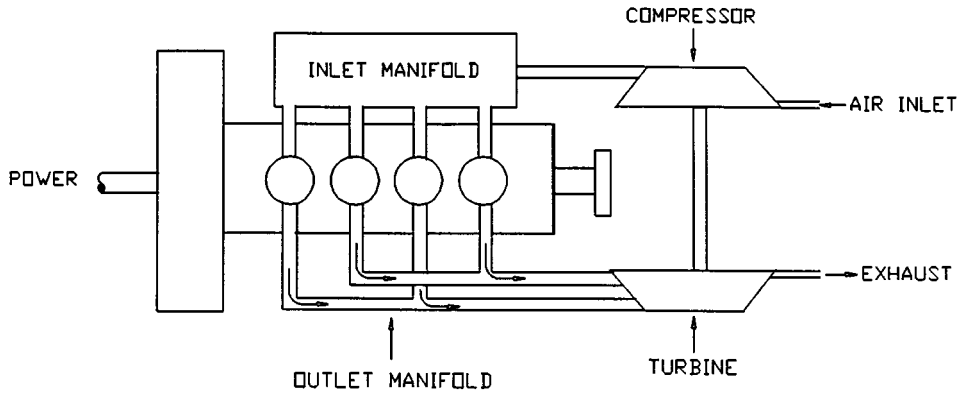 COMPRESSOR
INLET MANIFOLD
AIR INLET
POWER
EXHAUST
TURBINE
OUTLET MANIFOLD